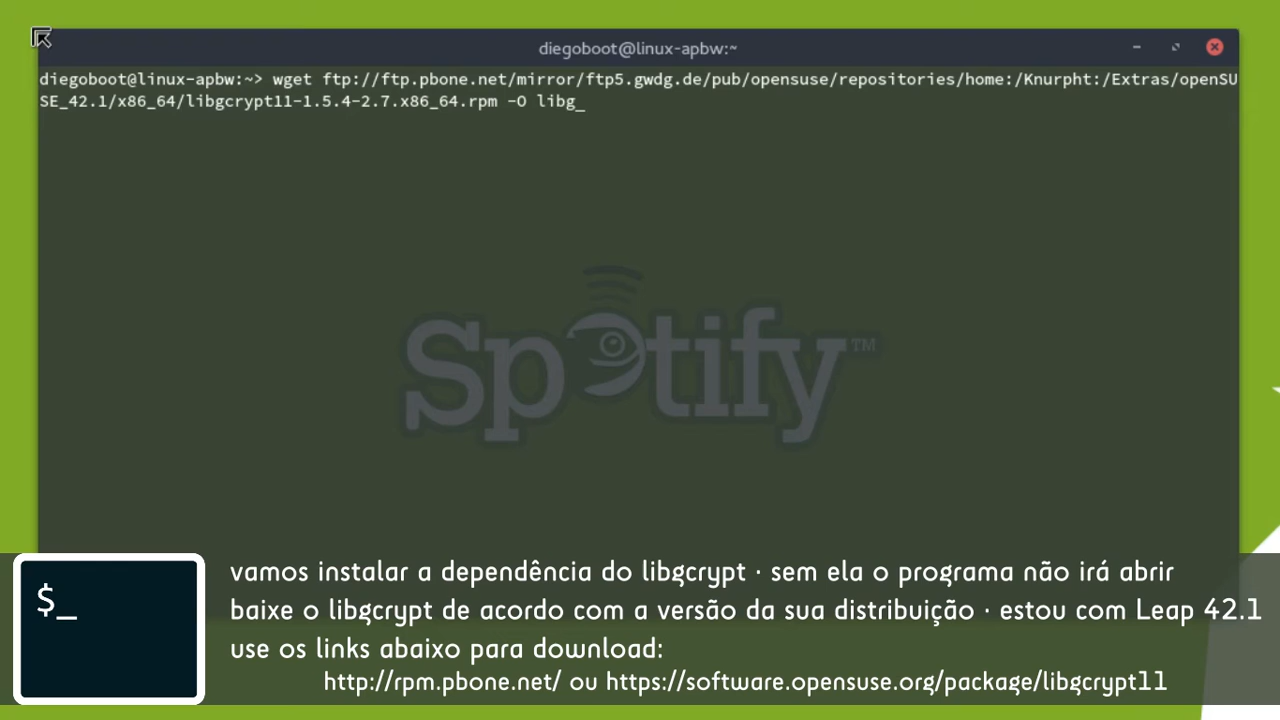 diegoboot@linux-apbw:~
diegoboot@linux-apbw:~> wget ftp://ftp.pbone.net/mirror/ftp5.gwdg.de/pub/opensuse/repositories/home:/Knurpht:/Extras/openSU
SE_42.1/x86_64/libgcrypt11-1.5.4-2.7.x86_64.rpm -O libg_
Spotify™
$_
vamos instalar a dependência do libgcrypt · sem ela o programa não irá abrir
baixe o libgcrypt de acordo com a versão da sua distribuição · estou com Leap 42.1
use os links abaixo para download:
http://rpm.pbone.net/ ou https://software.opensuse.org/package/libgcrypt11